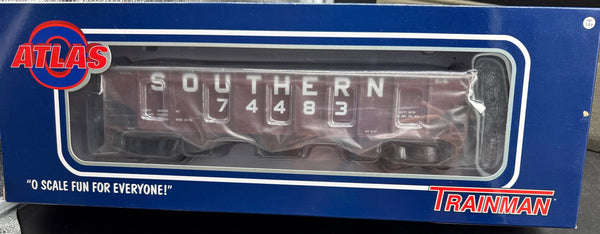 ATLAS
O
SOUTHERN
74483
"O SCALE FUN FOR EVERYONE!"
TRAINMAN